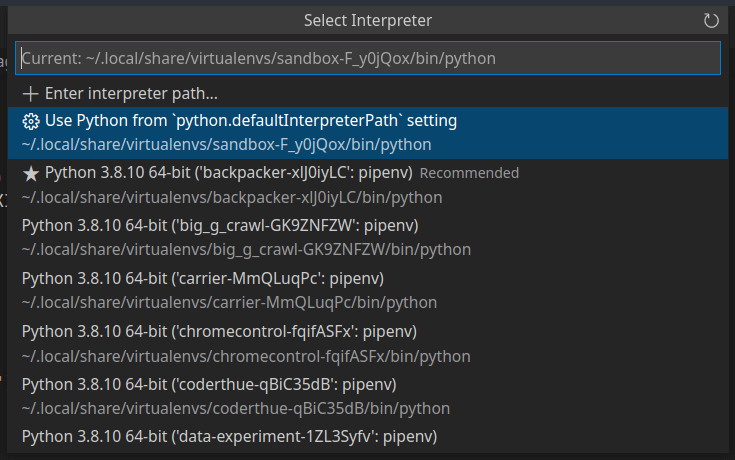 Select Interpreter
Current: ~/.local/share/virtualenvs/sandbox-F_y0jQox/bin/python
Enter interpreter path...
Use Python from `python.defaultInterpreterPath` setting
~/.local/share/virtualenvs/sandbox-F_y0jQox/bin/python
Python 3.8.10 64-bit ('backpacker-xlJ0iyLC': pipenv) Recommended
~/.local/share/virtualenvs/backpacker-xlJ0iyLC/bin/python
Python 3.8.10 64-bit ('big_g_crawl-GK9ZNFZW': pipenv)
~/.local/share/virtualenvs/big_g_crawl-GK9ZNFZW/bin/python
Python 3.8.10 64-bit ('carrier-MmQLuqPc': pipenv)
~/.local/share/virtualenvs/carrier-MmQLuqPc/bin/python
Python 3.8.10 64-bit ('chromecontrol-fqifASFx': pipenv)
~/.local/share/virtualenvs/chromecontrol-fqifASFx/bin/python
Python 3.8.10 64-bit ('coderthue-qBiC35dB': pipenv)
~/.local/share/virtualenvs/coderthue-qBiC35dB/bin/python
Python 3.8.10 64-bit ('data-experiment-1ZL3Syfv': pipenv)